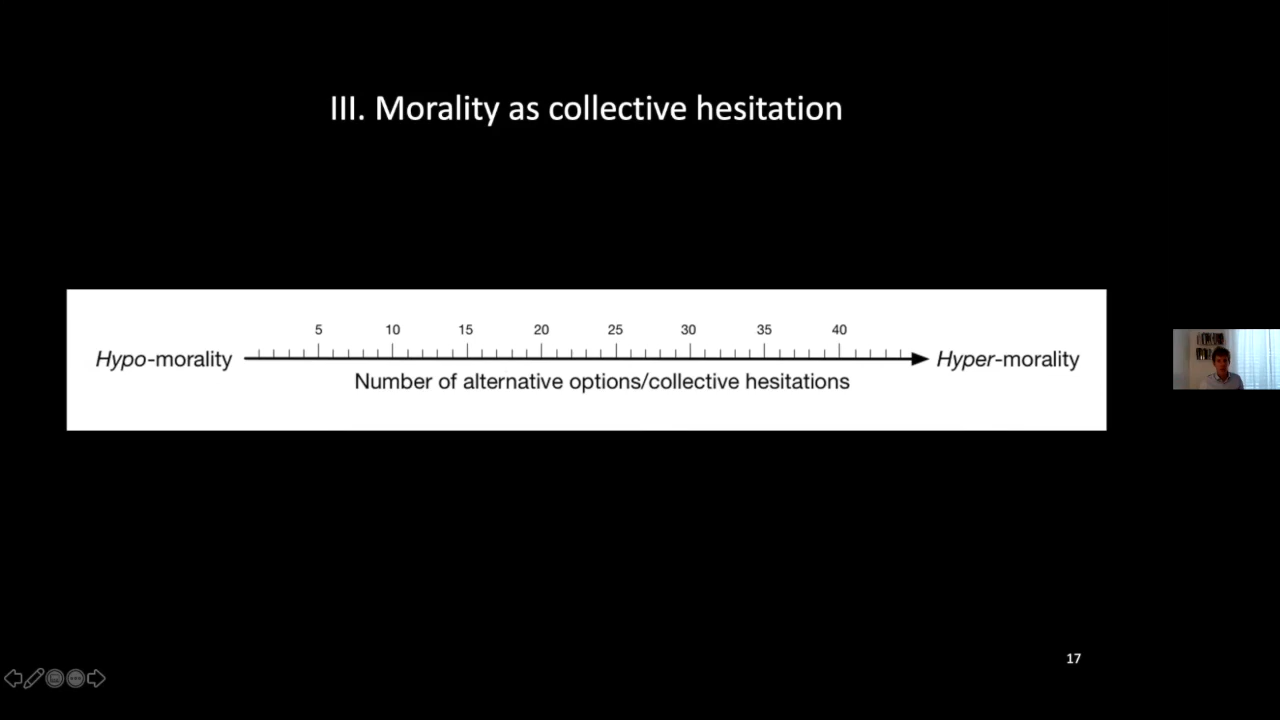 III. Morality as collective hesitation
5 10 15 20 25 30 35 40
Hypo-morality Hyper-morality
Number of alternative options/collective hesitations
17